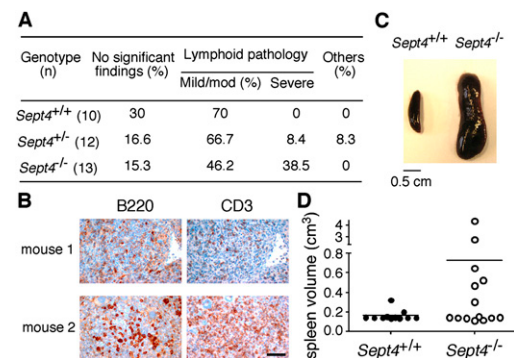 A
Genotype (n) No significant findings (%) Lymphoid pathology Others (%)
Mild/mod (%) Severe
Sept4+/+ (10) 30 70 0 0
Sept4+/- (12) 16.6 66.7 8.4 8.3
Sept4-/- (13) 15.3 46.2 38.5 0
B
B220 CD3
mouse 1
mouse 2
C
Sept4+/+ Sept4-/-
0.5 cm
D
spleen volume (cm3)
4
3
0.8
0.6
0.4
0.2
0
Sept4+/+ Sept4-/-